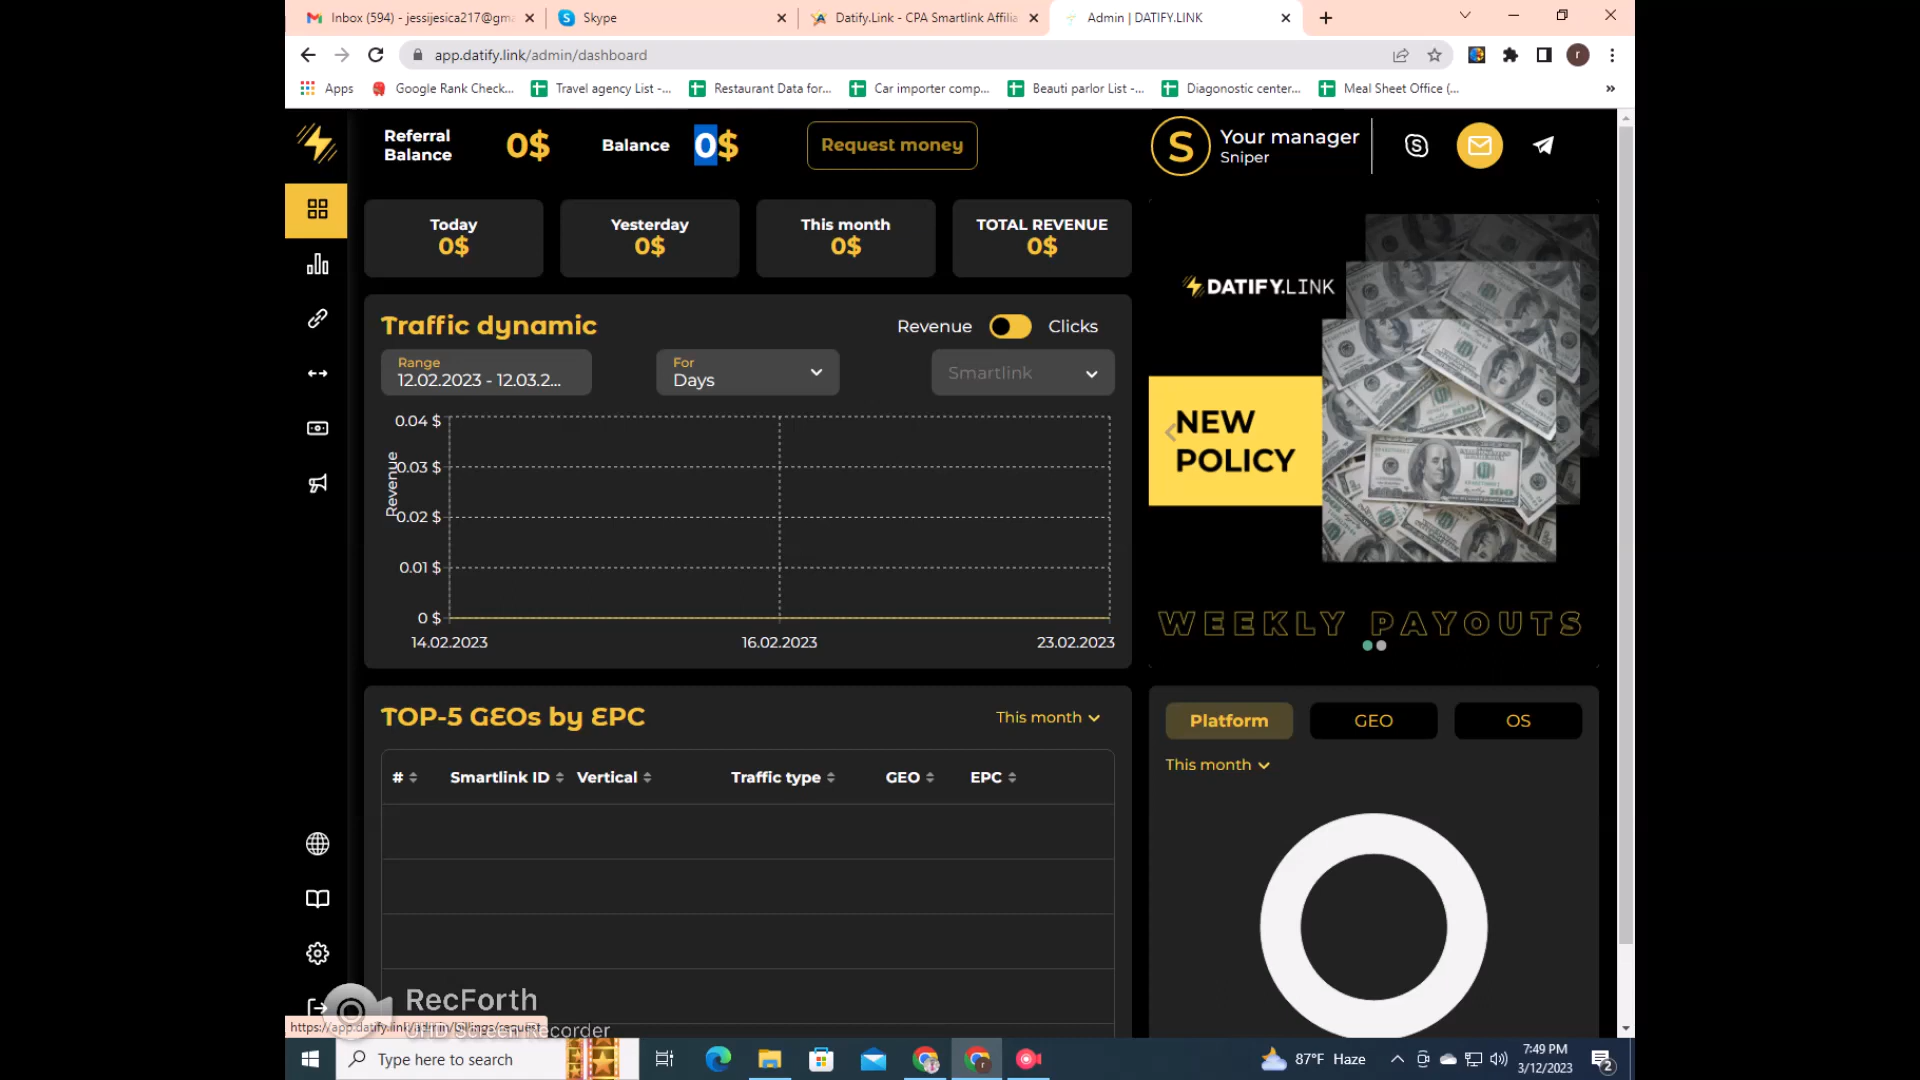 Inbox (594) - jessijesica217@gm
Skype
Datify.Link - CPA Smartlink Affilia
Admin | DATIFY.LINK
app.datify.link/admin/dashboard
r
Apps
Google Rank Check...
Travel agency List -...
Restaurant Data for...
Car importer comp...
Beauti parlor List -...
Diagonostic center...
Meal Sheet Office (...
»
Referral Balance
0$
Balance
0$
Request money
S
Your manager
Sniper
Today
0$
Yesterday
0$
This month
0$
TOTAL REVENUE
0$
Traffic dynamic
Revenue
Clicks
Range
12.02.2023 - 12.03.2...
For
Days
Smartlink
Revenue
0.04 $
0.03 $
0.02 $
0.01 $
0 $
14.02.2023
16.02.2023
23.02.2023
DATIFY.LINK
NEW
POLICY
WEEKLY PAYOUTS
TOP-5 GEOs by EPC
This month
# Smartlink ID Vertical Traffic type GEO EPC
Platform
GEO
OS
This month
RecForth
UHD Screen Recorder
https://app.datify.link/admin/billings/request
Type here to search
87°F Haze
7:49 PM
3/12/2023
2